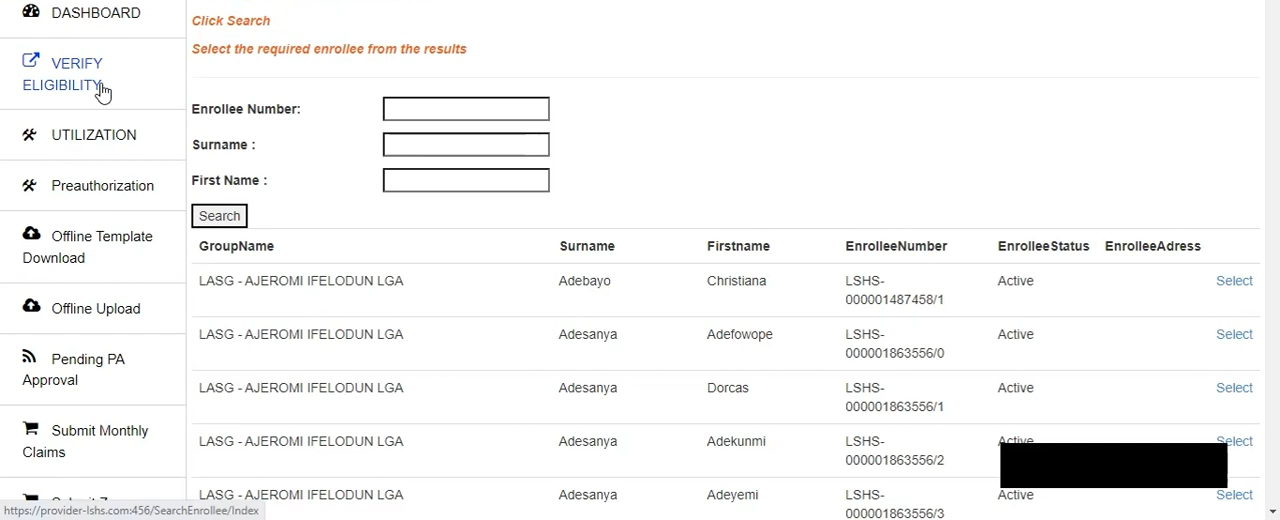 DASHBOARD
VERIFY
ELIGIBILITY
UTILIZATION
Preauthorization
Offline Template
Download
Offline Upload
Pending PA
Approval
Submit Monthly
Claims
https://provider-lshs.com:456/SearchEnrollee/Index
Click Search
Select the required enrollee from the results
Enrollee Number:
Surname :
First Name :
Search
GroupName Surname Firstname EnrolleeNumber EnrolleeStatus EnrolleeAdress
LASG - AJEROMI IFELODUN LGA Adebayo Christiana LSHS- Active Select
000001487458/1
LASG - AJEROMI IFELODUN LGA Adesanya Adefowope LSHS- Active Select
000001863556/0
LASG - AJEROMI IFELODUN LGA Adesanya Dorcas LSHS- Active Select
000001863556/1
LASG - AJEROMI IFELODUN LGA Adesanya Adekunmi LSHS- Active Select
000001863556/2
LASG - AJEROMI IFELODUN LGA Adesanya Adeyemi LSHS- Active Select
000001863556/3